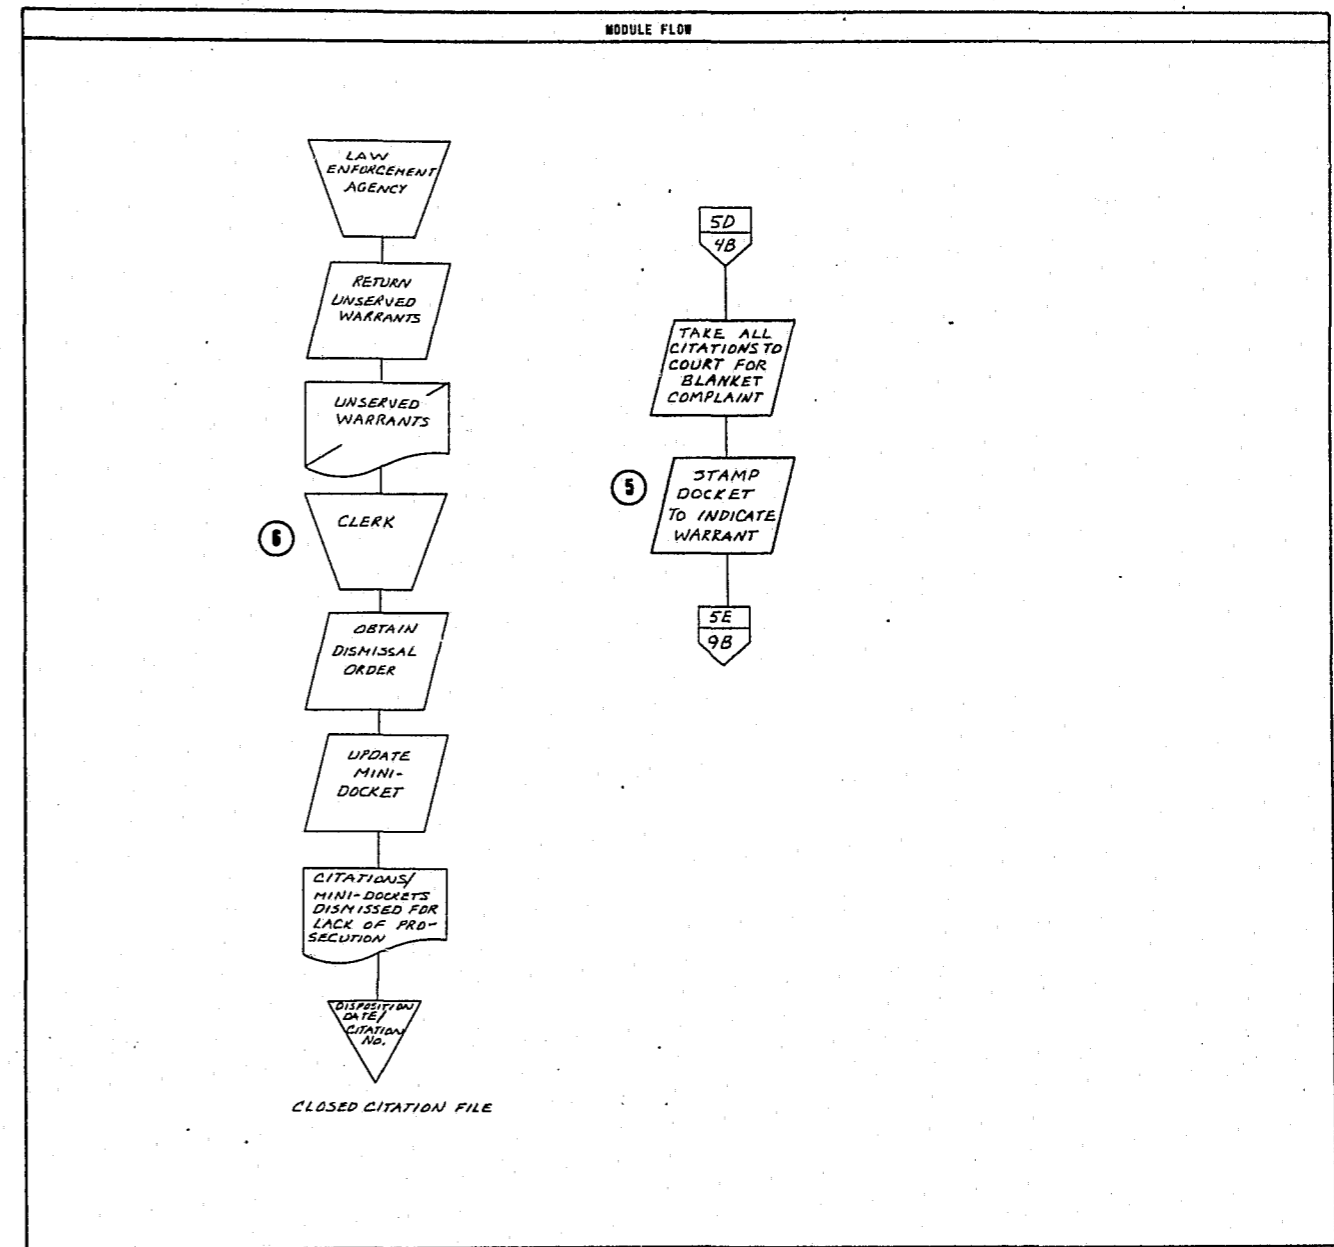 MODULE FLOW
LAW
ENFORCEMENT
AGENCY
RETURN
UNSERVED
WARRANTS
UNSERVED
WARRANTS
6
CLERK
OBTAIN
DISMISSAL
ORDER
UPDATE
MINI-
DOCKET
CITATIONS/
MINI-DOCKETS
DISMISSED FOR
LACK OF PRO-
SECUTION
DISPOSITION
DATE/
CITATION
No.
CLOSED CITATION FILE
5D
4B
TAKE ALL
CITATIONS TO
COURT FOR
BLANKET
COMPLAINT
5
STAMP
DOCKET
TO INDICATE
WARRANT
5E
9B